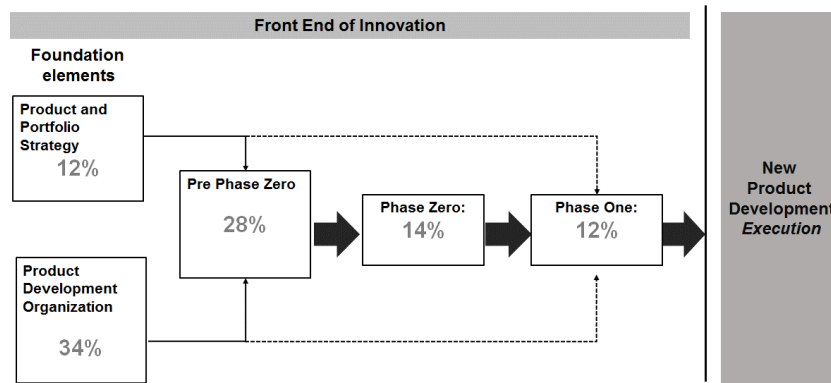 Front End of Innovation
Foundation
elements
Product and
Portfolio
Strategy
12%
Pre Phase Zero
28%
Phase Zero:
14%
Phase One:
12%
Product
Development
Organization
34%
New
Product
Development
Execution